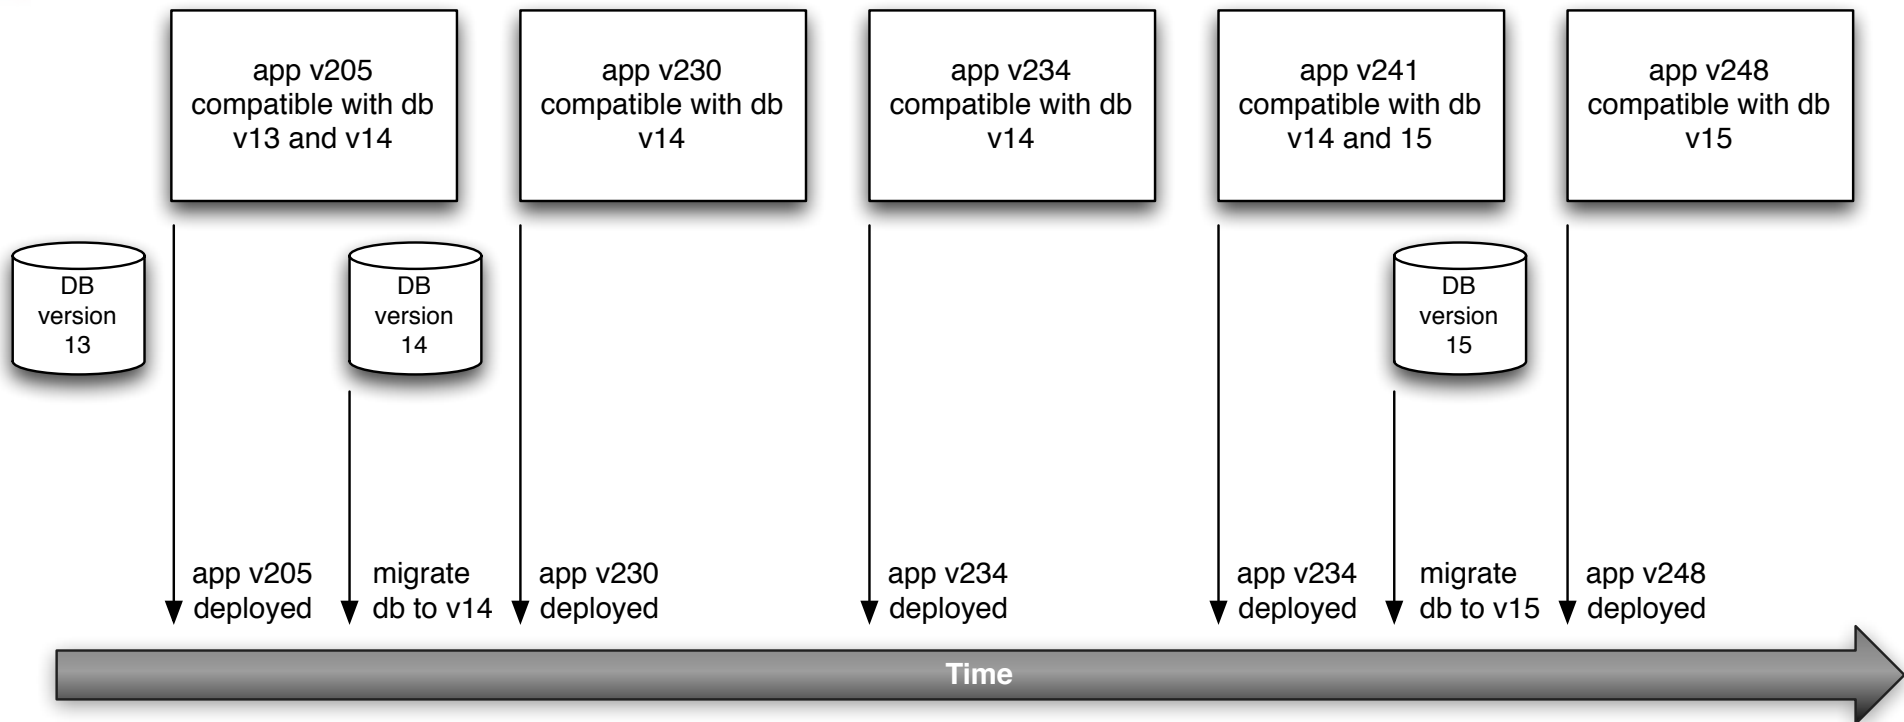 app v205
compatible with db
v13 and v14
app v230
compatible with db
v14
app v234
compatible with db
v14
app v241
compatible with db
v14 and 15
app v248
compatible with db
v15
DB
version
13
DB
version
14
DB
version
15
app v205
deployed
migrate
db to v14
app v230
deployed
app v234
deployed
app v234
deployed
migrate
db to v15
app v248
deployed
Time